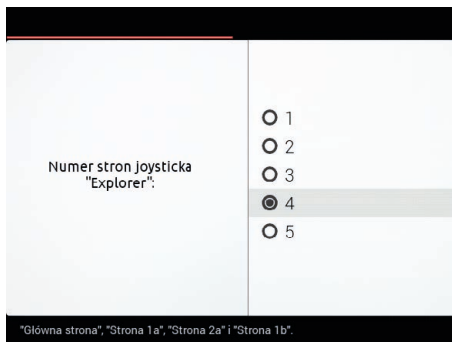 Numer stron joysticka
"Explorer":
1
2
3
4
5
"Główna strona", "Strona 1a", "Strona 2a" i "Strona 1b".